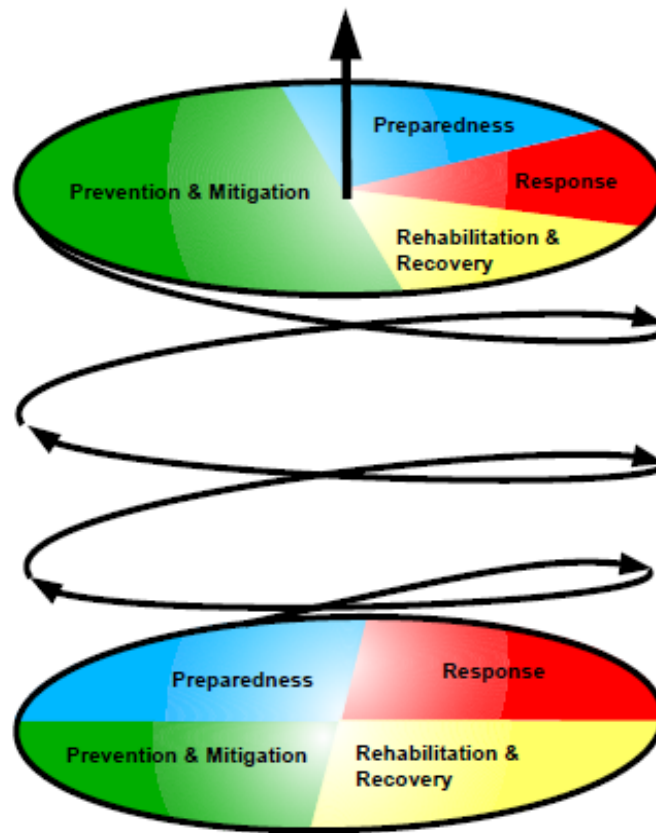 Preparedness
Prevention & Mitigation
Response
Rehabilitation &
Recovery
Preparedness
Response
Prevention & Mitigation
Rehabilitation &
Recovery